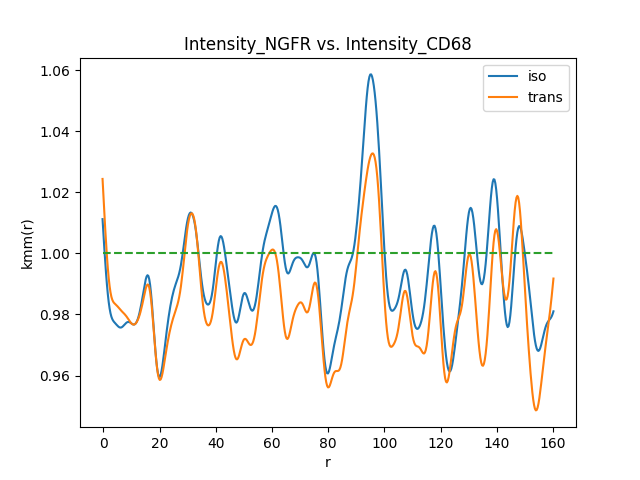 Intensity_NGFR vs. Intensity_CD68
iso
trans
1.06
1.04
1.02
1.00
0.98
0.96
kmm(r)
0 20 40 60 80 100 120 140 160
r